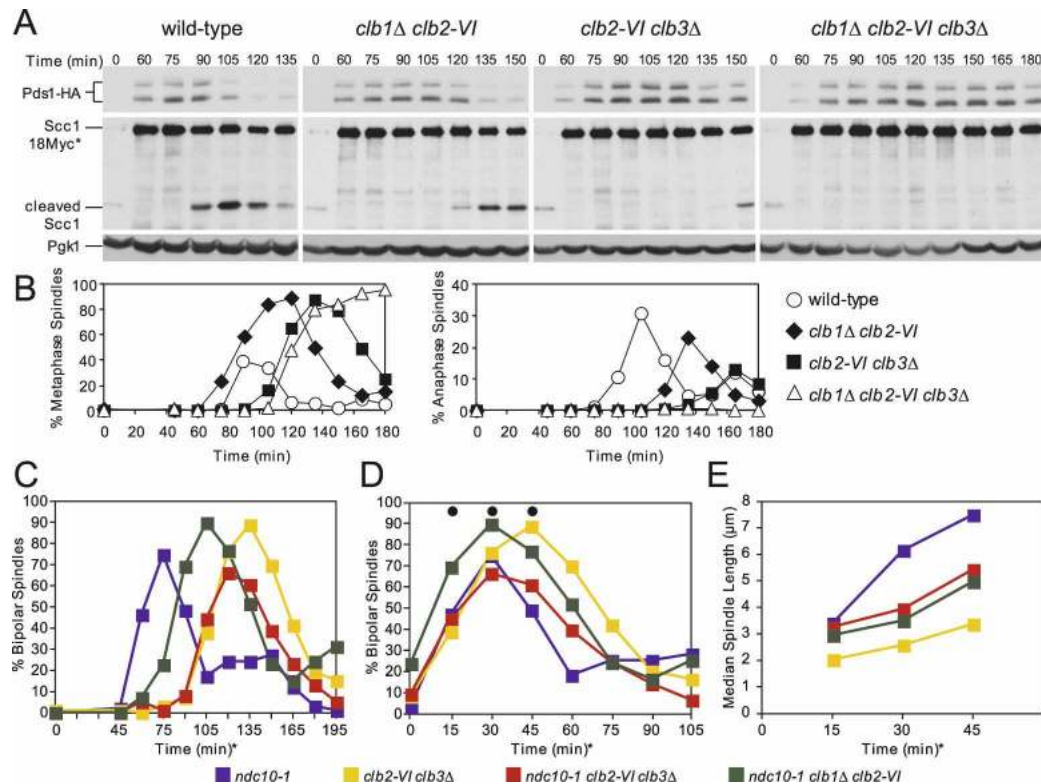 A
wild-type
clb1Δ clb2-VI
clb2-VI clb3Δ
clb1Δ clb2-VI clb3Δ
Time (min) 0 60 75 90 105 120 135 0 60 75 90 105 120 135 150 0 60 75 90 105 120 135 150 0 60 75 90 105 120 135 150 165 180
Pds1-HA
Scc1
18Myc*
cleaved
Scc1
Pgk1
B
% Metaphase Spindles
100
80
60
40
20
0
0 20 40 60 80 100 120 140 160 180
Time (min)
% Anaphase Spindles
40
30
20
10
0
0 20 40 60 80 100 120 140 160 180
Time (min)
wild-type
clb1Δ clb2-VI
clb2-VI clb3Δ
clb1Δ clb2-VI clb3Δ
C
% Bipolar Spindles
100
90
80
70
60
50
40
30
20
10
0
0 45 75 105 135 165 195
Time (min)*
D
% Bipolar Spindles
100
90
80
70
60
50
40
30
20
10
0
0 15 30 45 60 75 90 105
Time (min)*
E
Median Spindle Length (μm)
8
7
6
5
4
3
2
1
0
0 15 30 45
Time (min)*
ndc10-1
clb2-VI clb3Δ
ndc10-1 clb2-VI clb3Δ
ndc10-1 clb1Δ clb2-VI